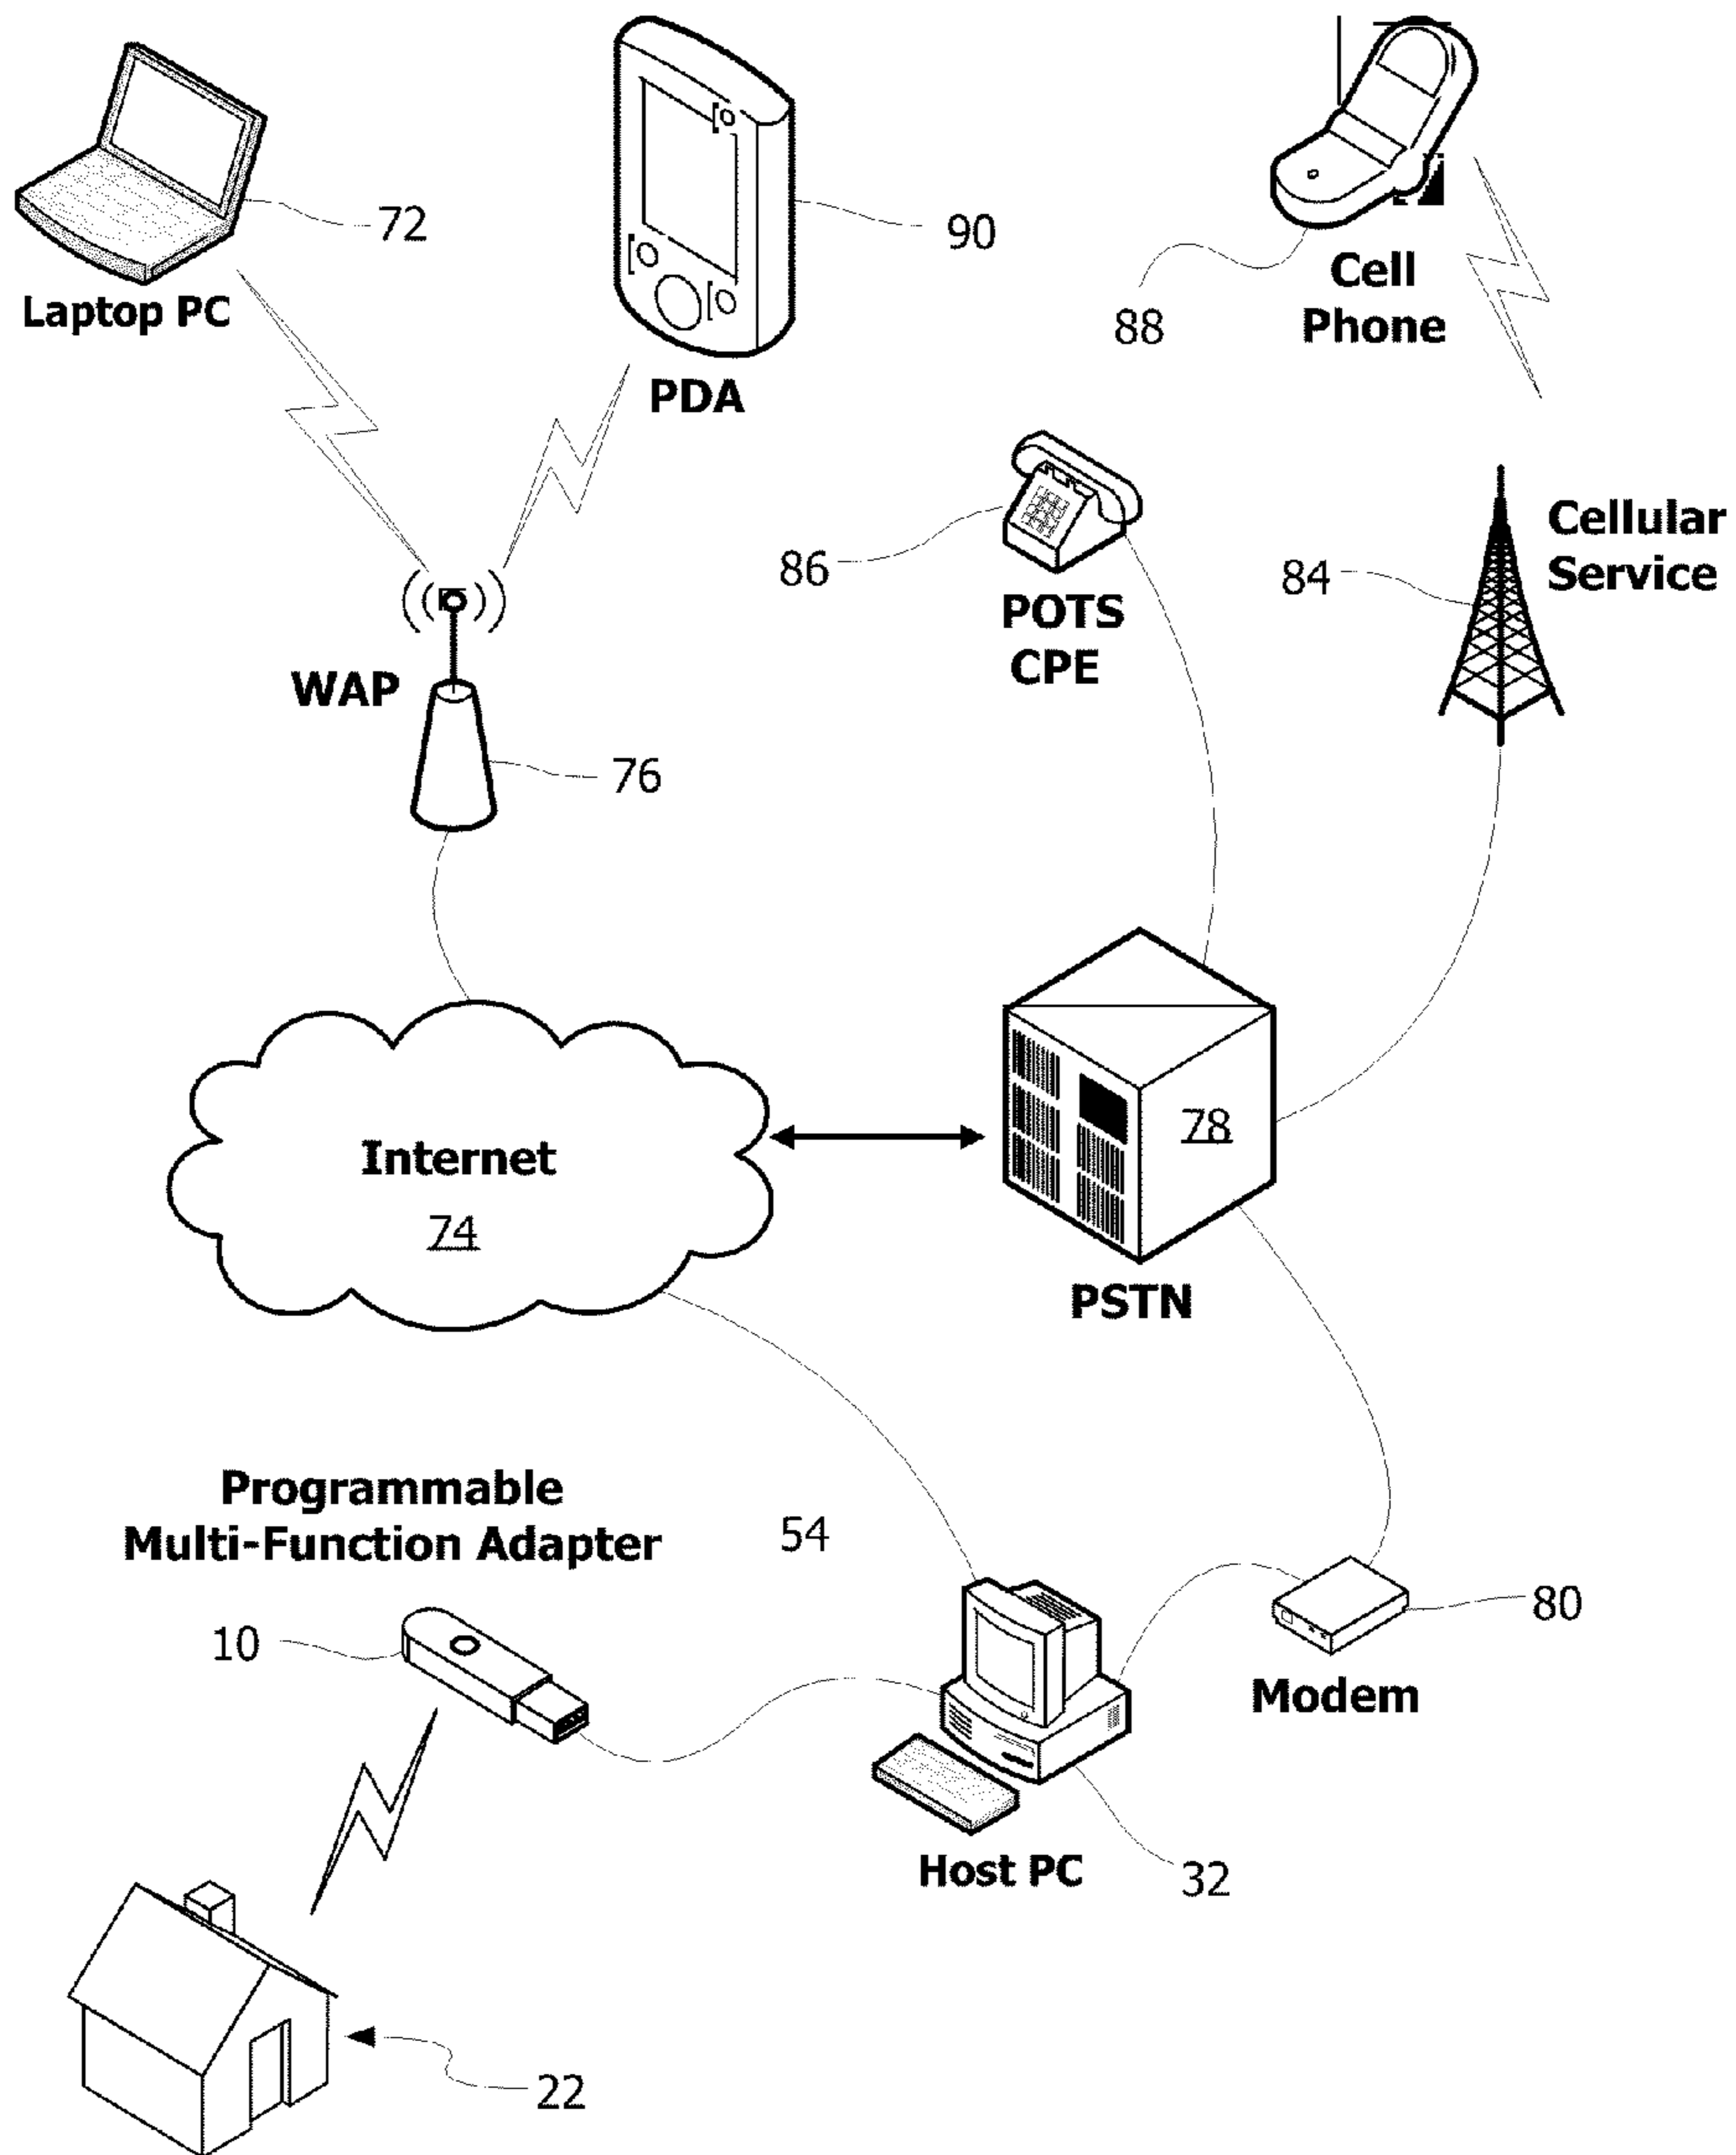 72
Laptop PC
90
PDA
88
Cell
Phone
86
POTS
CPE
84
Cellular
Service
WAP
76
Internet
74
78
PSTN
Programmable
Multi-Function Adapter
54
10
80
Modem
Host PC
32
22